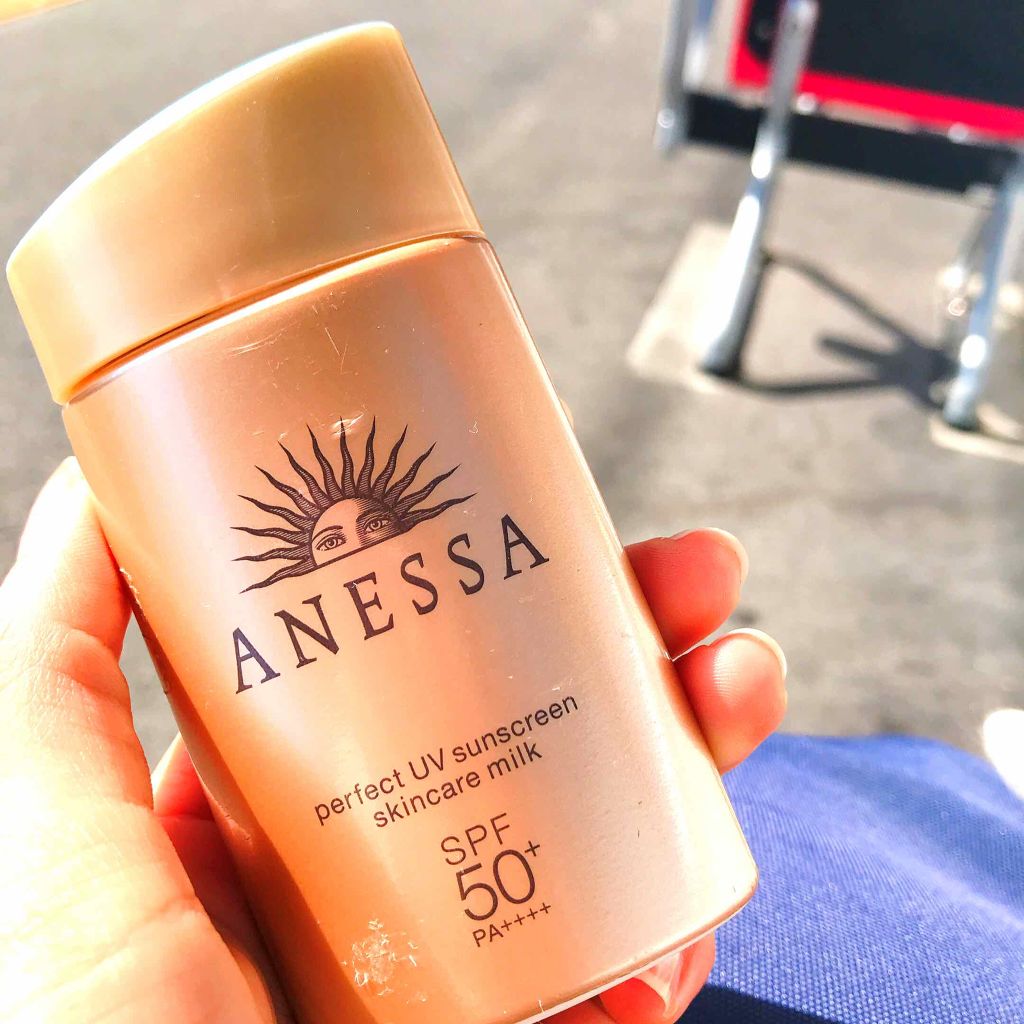 ANESSA
perfect UV sunscreen
skincare milk
SPF
50+
PA++++